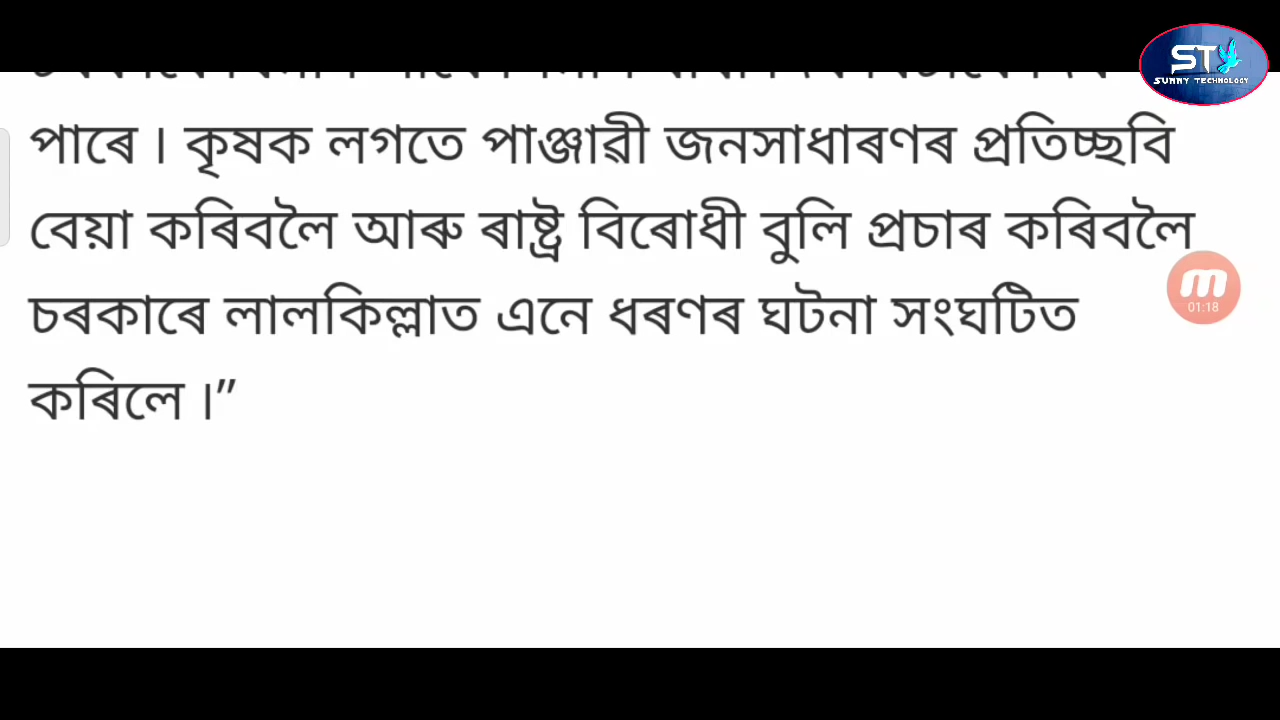 পাৰে । কৃষক লগতে পাঞ্জাৱী জনসাধাৰণৰ প্ৰতিচ্ছবি
বেয়া কৰিবলৈ আৰু ৰাষ্ট্ৰ বিৰোধী বুলি প্ৰচাৰ কৰিবলৈ
চৰকাৰে লালকিল্লাত এনে ধৰণৰ ঘটনা সংঘটিত
কৰিলে ।”
ST
SUNNY TECHNOLOGY
01:18